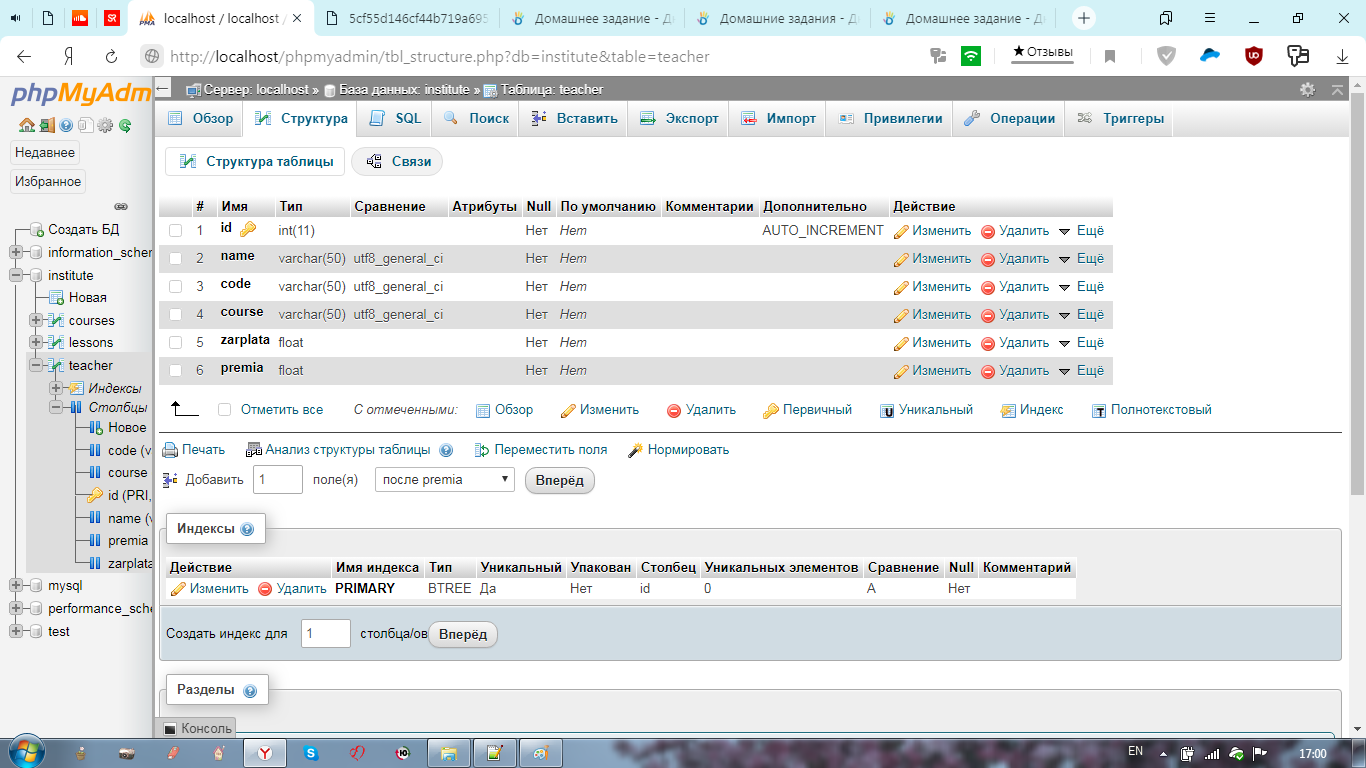 localhost / localhost /
5cf55d146cf44b719a695
Домашнее задание - Д
Домашние задания - Д
Домашнее задание - Д
http://localhost/phpmyadmin/tbl_structure.php?db=institute&table=teacher
★ Отзывы
phpMyAdm
Недавнее
Избранное
Создать БД
information_scher
institute
Новая
courses
lessons
teacher
Индексы
Столбцы
Новое
code (v
course
id (PRI,
name (v
premia
zarplata
mysql
performance_sche
test
Сервер: localhost » База данных: institute » Таблица: teacher
Обзор Структура SQL Поиск Вставить Экспорт Импорт Привилегии Операции Триггеры
Структура таблицы Связи
# Имя Тип Сравнение Атрибуты Null По умолчанию Комментарии Дополнительно Действие
1 id int(11) Нет Нет AUTO_INCREMENT Изменить Удалить Ещё
2 name varchar(50) utf8_general_ci Нет Нет Изменить Удалить Ещё
3 code varchar(50) utf8_general_ci Нет Нет Изменить Удалить Ещё
4 course varchar(50) utf8_general_ci Нет Нет Изменить Удалить Ещё
5 zarplata float Нет Нет Изменить Удалить Ещё
6 premia float Нет Нет Изменить Удалить Ещё
Отметить все С отмеченными: Обзор Изменить Удалить Первичный Уникальный Индекс Полнотекстовый
Печать Анализ структуры таблицы Переместить поля Нормировать
Добавить 1 поле(я) после premia Вперёд
Индексы
Действие Имя индекса Тип Уникальный Упакован Столбец Уникальных элементов Сравнение Null Комментарий
Изменить Удалить PRIMARY BTREE Да Нет id 0 A Нет
Создать индекс для 1 столбца/ов Вперёд
Разделы
Консоль
EN 17:00